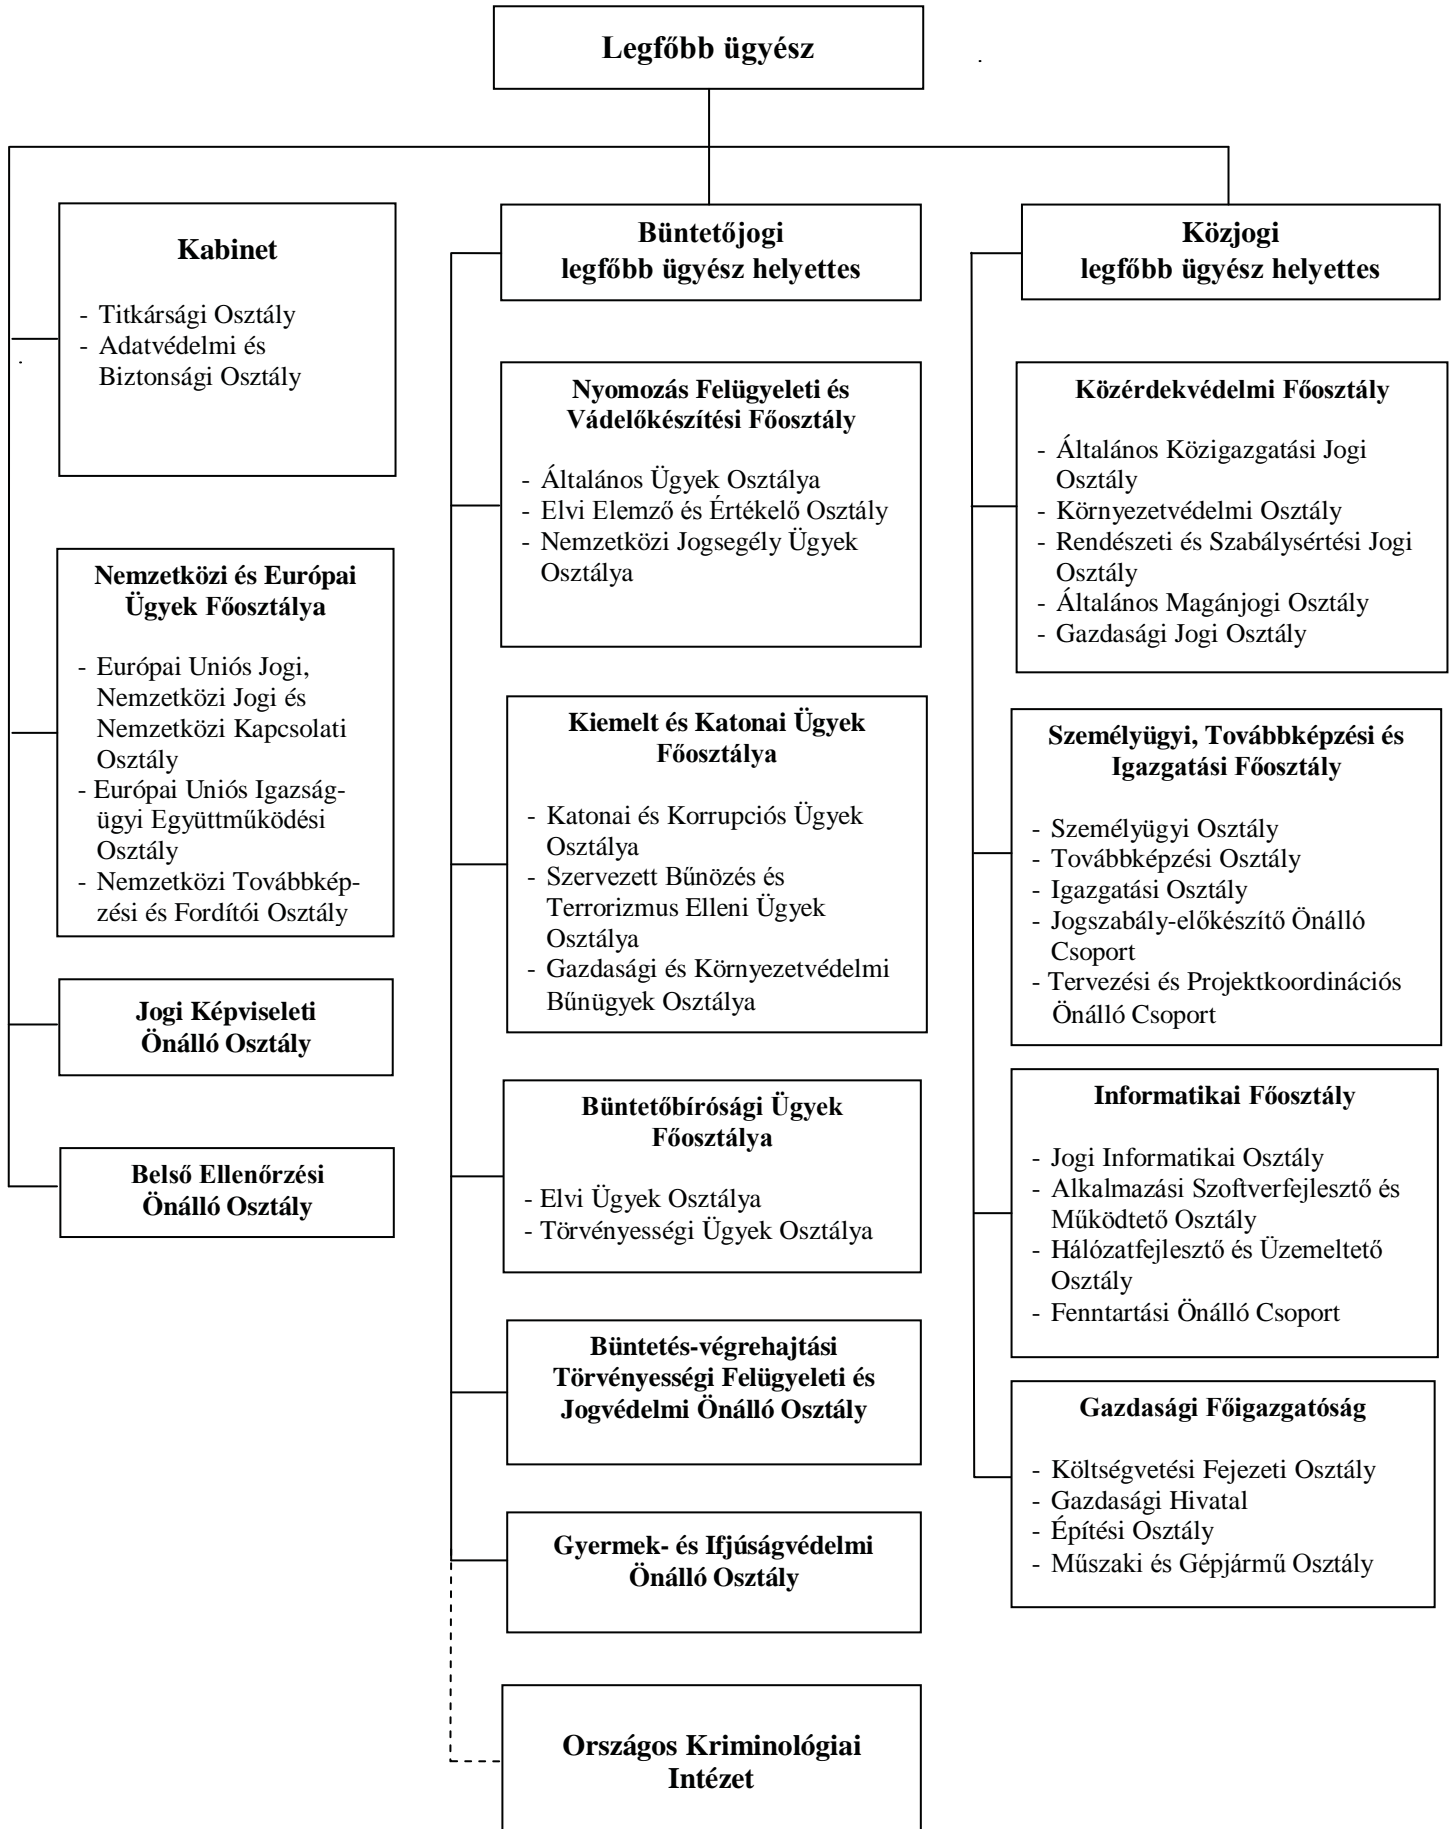 Legfőbb ügyész
Kabinet
- Titkársági Osztály
- Adatvédelmi és
Biztonsági Osztály
Nemzetközi és Európai
Ügyek Főosztálya
- Európai Uniós Jogi,
Nemzetközi Jogi és
Nemzetközi Kapcsolati
Osztály
- Európai Uniós Igazság-
ügyi Együttműködési
Osztály
- Nemzetközi Továbbkép-
zési és Fordítói Osztály
Jogi Képviseleti
Önálló Osztály
Belső Ellenőrzési
Önálló Osztály
Büntetőjogi
legfőbb ügyész helyettes
Nyomozás Felügyeleti és
Vádelőkészítési Főosztály
- Általános Ügyek Osztálya
- Elvi Elemző és Értékelő Osztály
- Nemzetközi Jogsegély Ügyek
Osztálya
Kiemelt és Katonai Ügyek
Főosztálya
- Katonai és Korrupciós Ügyek
Osztálya
- Szervezett Bűnözés és
Terrorizmus Elleni Ügyek
Osztálya
- Gazdasági és Környezetvédelmi
Bűnügyek Osztálya
Büntetőbírósági Ügyek
Főosztálya
- Elvi Ügyek Osztálya
- Törvényességi Ügyek Osztálya
Büntetés-végrehajtási
Törvényességi Felügyeleti és
Jogvédelmi Önálló Osztály
Gyermek- és Ifjúságvédelmi
Önálló Osztály
Országos Kriminológiai
Intézet
Közjogi
legfőbb ügyész helyettes
Közérdekvédelmi Főosztály
- Általános Közigazgatási Jogi
Osztály
- Környezetvédelmi Osztály
- Rendészeti és Szabálysértési Jogi
Osztály
- Általános Magánjogi Osztály
- Gazdasági Jogi Osztály
Személyügyi, Továbbképzési és
Igazgatási Főosztály
- Személyügyi Osztály
- Továbbképzési Osztály
- Igazgatási Osztály
- Jogszabály-előkészítő Önálló
Csoport
- Tervezési és Projektkoordinációs
Önálló Csoport
Informatikai Főosztály
- Jogi Informatikai Osztály
- Alkalmazási Szoftverfejlesztő és
Működtető Osztály
- Hálózatfejlesztő és Üzemeltető
Osztály
- Fenntartási Önálló Csoport
Gazdasági Főigazgatóság
- Költségvetési Fejezeti Osztály
- Gazdasági Hivatal
- Építési Osztály
- Műszaki és Gépjármű Osztály